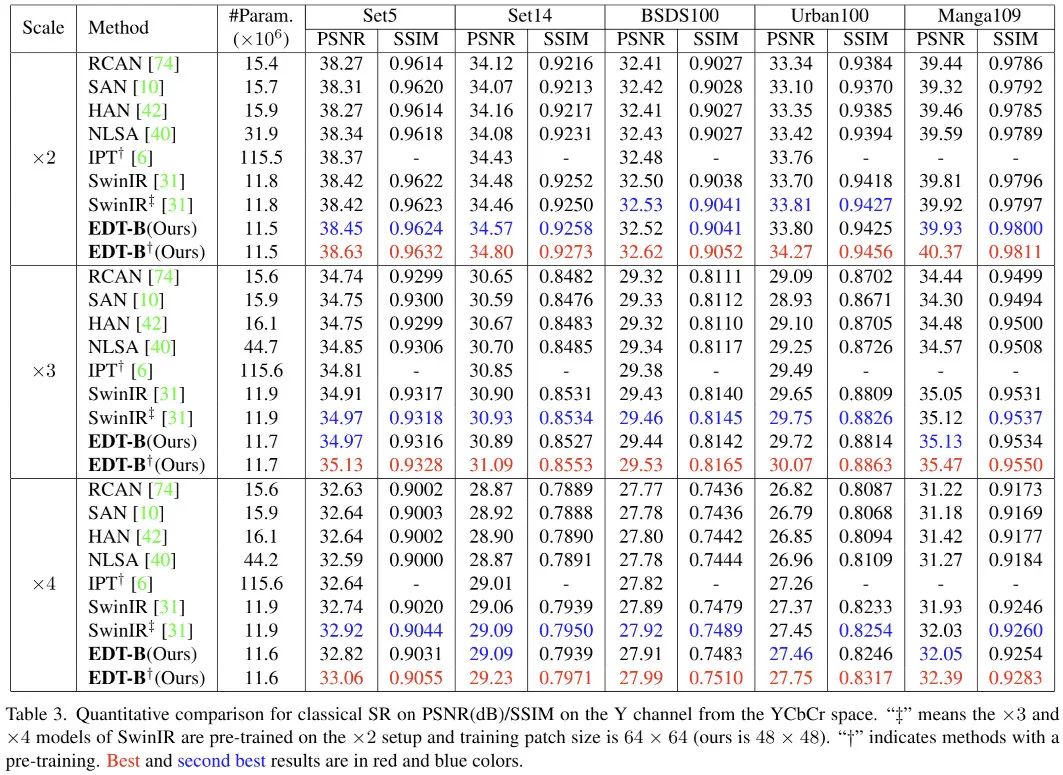 Scale Method #Param. (×10⁶) Set5 Set14 BSDS100 Urban100 Manga109
PSNR SSIM PSNR SSIM PSNR SSIM PSNR SSIM PSNR SSIM
×2
RCAN [74] 15.4 38.27 0.9614 34.12 0.9216 32.41 0.9027 33.34 0.9384 39.44 0.9786
SAN [10] 15.7 38.31 0.9620 34.07 0.9213 32.42 0.9028 33.10 0.9370 39.32 0.9792
HAN [42] 15.9 38.27 0.9614 34.16 0.9217 32.41 0.9027 33.35 0.9385 39.46 0.9785
NLSA [40] 31.9 38.34 0.9618 34.08 0.9231 32.43 0.9027 33.42 0.9394 39.59 0.9789
IPT† [6] 115.5 38.37 - 34.43 - 32.48 - 33.76 - - -
SwinIR [31] 11.8 38.42 0.9622 34.48 0.9252 32.50 0.9038 33.70 0.9418 39.81 0.9796
SwinIR‡ [31] 11.8 38.42 0.9623 34.46 0.9250 32.53 0.9041 33.81 0.9427 39.92 0.9797
EDT-B(Ours) 11.5 38.45 0.9624 34.57 0.9258 32.52 0.9041 33.80 0.9425 39.93 0.9800
EDT-B†(Ours) 11.5 38.63 0.9632 34.80 0.9273 32.62 0.9052 34.27 0.9456 40.37 0.9811
×3
RCAN [74] 15.6 34.74 0.9299 30.65 0.8482 29.32 0.8111 29.09 0.8702 34.44 0.9499
SAN [10] 15.9 34.75 0.9300 30.59 0.8476 29.33 0.8112 28.93 0.8671 34.30 0.9494
HAN [42] 16.1 34.75 0.9299 30.67 0.8483 29.32 0.8110 29.10 0.8705 34.48 0.9500
NLSA [40] 44.7 34.85 0.9306 30.70 0.8485 29.34 0.8117 29.25 0.8726 34.57 0.9508
IPT† [6] 115.6 34.81 - 30.85 - 29.38 - 29.49 - - -
SwinIR [31] 11.9 34.91 0.9317 30.90 0.8531 29.43 0.8140 29.65 0.8809 35.05 0.9531
SwinIR‡ [31] 11.9 34.97 0.9318 30.93 0.8534 29.46 0.8145 29.75 0.8826 35.12 0.9537
EDT-B(Ours) 11.7 34.97 0.9316 30.89 0.8527 29.44 0.8142 29.72 0.8814 35.13 0.9534
EDT-B†(Ours) 11.7 35.13 0.9328 31.09 0.8553 29.53 0.8165 30.07 0.8863 35.47 0.9550
×4
RCAN [74] 15.6 32.63 0.9002 28.87 0.7889 27.77 0.7436 26.82 0.8087 31.22 0.9173
SAN [10] 15.9 32.64 0.9003 28.92 0.7888 27.78 0.7436 26.79 0.8068 31.18 0.9169
HAN [42] 16.1 32.64 0.9002 28.90 0.7890 27.80 0.7442 26.85 0.8094 31.42 0.9177
NLSA [40] 44.2 32.59 0.9000 28.87 0.7891 27.78 0.7444 26.96 0.8109 31.27 0.9184
IPT† [6] 115.6 32.64 - 29.01 - 27.82 - 27.26 - - -
SwinIR [31] 11.9 32.74 0.9020 29.06 0.7939 27.89 0.7479 27.37 0.8233 31.93 0.9246
SwinIR‡ [31] 11.9 32.92 0.9044 29.09 0.7950 27.92 0.7489 27.45 0.8254 32.03 0.9260
EDT-B(Ours) 11.6 32.82 0.9031 29.09 0.7939 27.91 0.7483 27.46 0.8246 32.05 0.9254
EDT-B†(Ours) 11.6 33.06 0.9055 29.23 0.7971 27.99 0.7510 27.75 0.8317 32.39 0.9283
Table 3. Quantitative comparison for classical SR on PSNR(dB)/SSIM on the Y channel from the YCbCr space. “‡” means the ×3 and
×4 models of SwinIR are pre-trained on the ×2 setup and training patch size is 64 × 64 (ours is 48 × 48). “†” indicates methods with a
pre-training. Best and second best results are in red and blue colors.